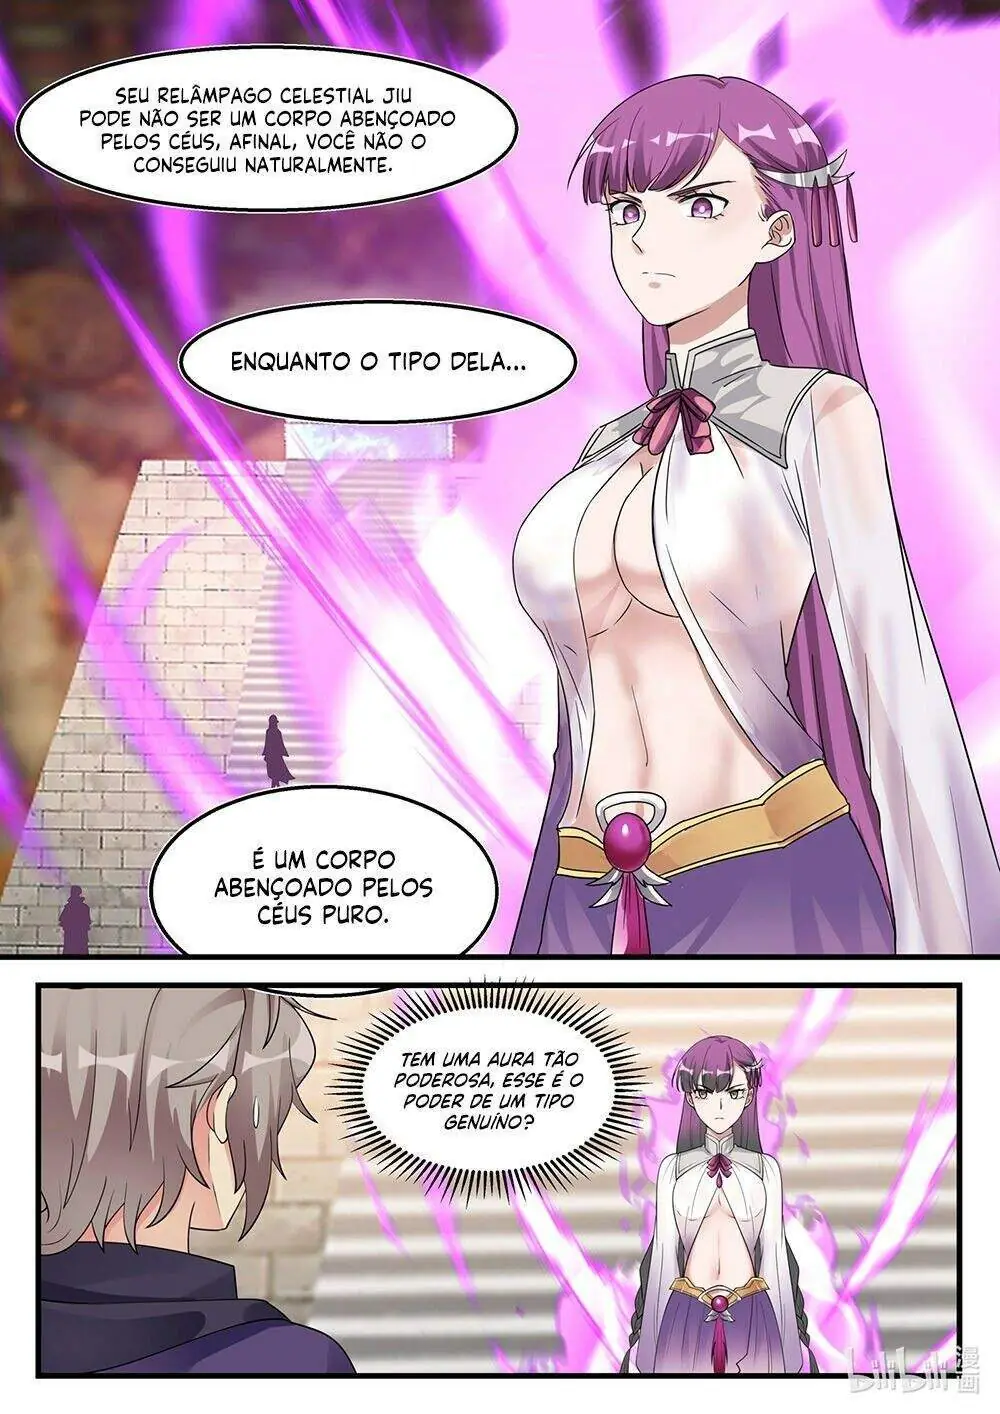 SEU RELÂMPAGO CELESTIAL JIU
PODE NÃO SER UM CORPO ABENÇOADO
PELOS CÉUS, AFINAL, VOCÊ NÃO O
CONSEGUIU NATURALMENTE.
ENQUANTO O TIPO DELA...
É UM CORPO
ABENÇOADO PELOS
CÉUS PURO.
TEM UMA AURA TÃO
PODEROSA, ESSE É O
PODER DE UM TIPO
GENUÍNO?
bilibili 漫画